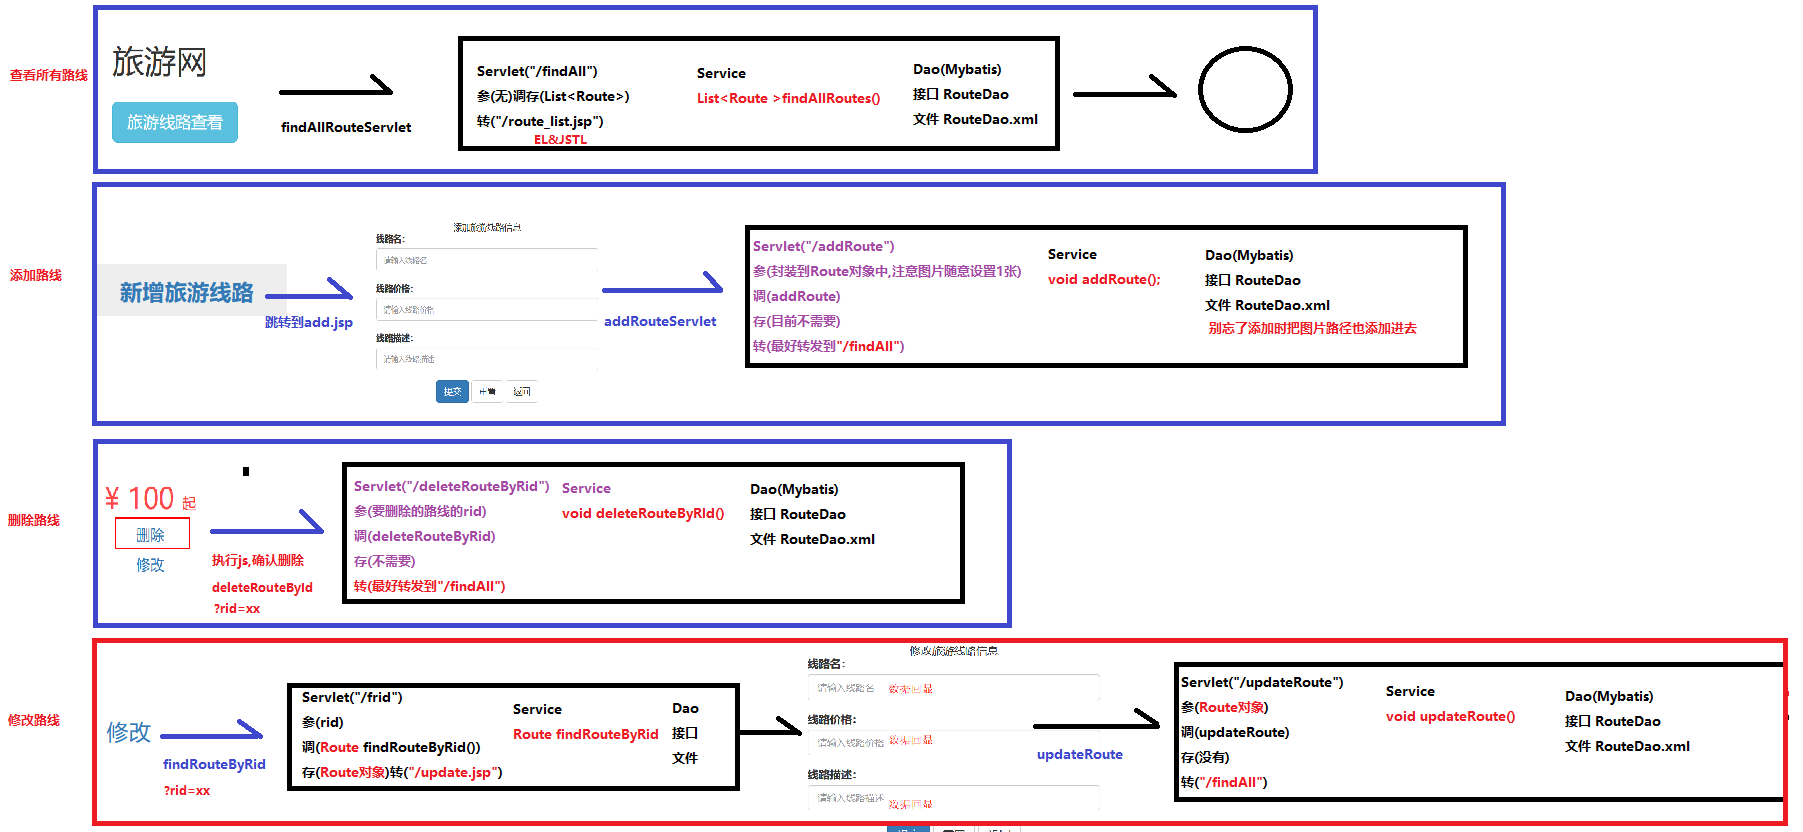 查看所有路线
旅游网
旅游线路查看
findAllRouteServlet
Servlet("/findAll")
参(无)调存(List<Route>)
转("/route_list.jsp")
EL&JSTL
Service
List<Route >findAllRoutes()
Dao(Mybatis)
接口 RouteDao
文件 RouteDao.xml
添加路线
新增旅游线路
跳转到add.jsp
添加旅游线路信息
线路名:
请输入线路名
线路价格:
请输入线路价格
线路描述:
请输入线路描述
提交 重置 返回
addRouteServlet
Servlet("/addRoute")
参(封装到Route对象中,注意图片随意设置1张)
调(addRoute)
存(目前不需要)
转(最好转发到"/findAll")
Service
void addRoute();
Dao(Mybatis)
接口 RouteDao
文件 RouteDao.xml
别忘了添加时把图片路径也添加进去
删除路线
¥ 100 起
删除
修改
执行js,确认删除
deleteRouteById
?rid=xx
Servlet("/deleteRouteByRid")
参(要删除的路线的rid)
调(deleteRouteByRid)
存(不需要)
转(最好转发到"/findAll")
Service
void deleteRouteByRId()
Dao(Mybatis)
接口 RouteDao
文件 RouteDao.xml
修改路线
修改
findRouteByRid
?rid=xx
Servlet("/frid")
参(rid)
调(Route findRouteByRid())
存(Route对象)转("/update.jsp")
Service
Route findRouteByRid
Dao
接口
文件
修改旅游线路信息
线路名:
请输入线路名 数据回显
线路价格:
请输入线路价格 数据回显
线路描述:
请输入线路描述 数据回显
updateRoute
Servlet("/updateRoute")
参(Route对象)
调(updateRoute)
存(没有)
转("/findAll")
Service
void updateRoute()
Dao(Mybatis)
接口 RouteDao
文件 RouteDao.xml